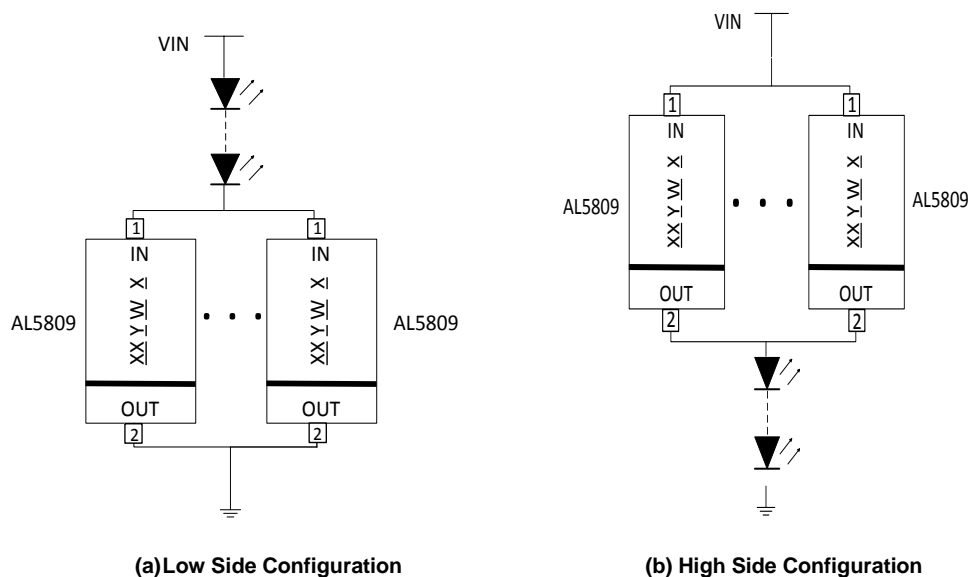 VIN
1
1
IN
IN
XX Y W X
XX Y W X
AL5809
AL5809
OUT
OUT
2
2
(a)Low Side Configuration
VIN
1
1
IN
IN
XX Y W X
XX Y W X
AL5809
AL5809
OUT
OUT
2
2
(b) High Side Configuration